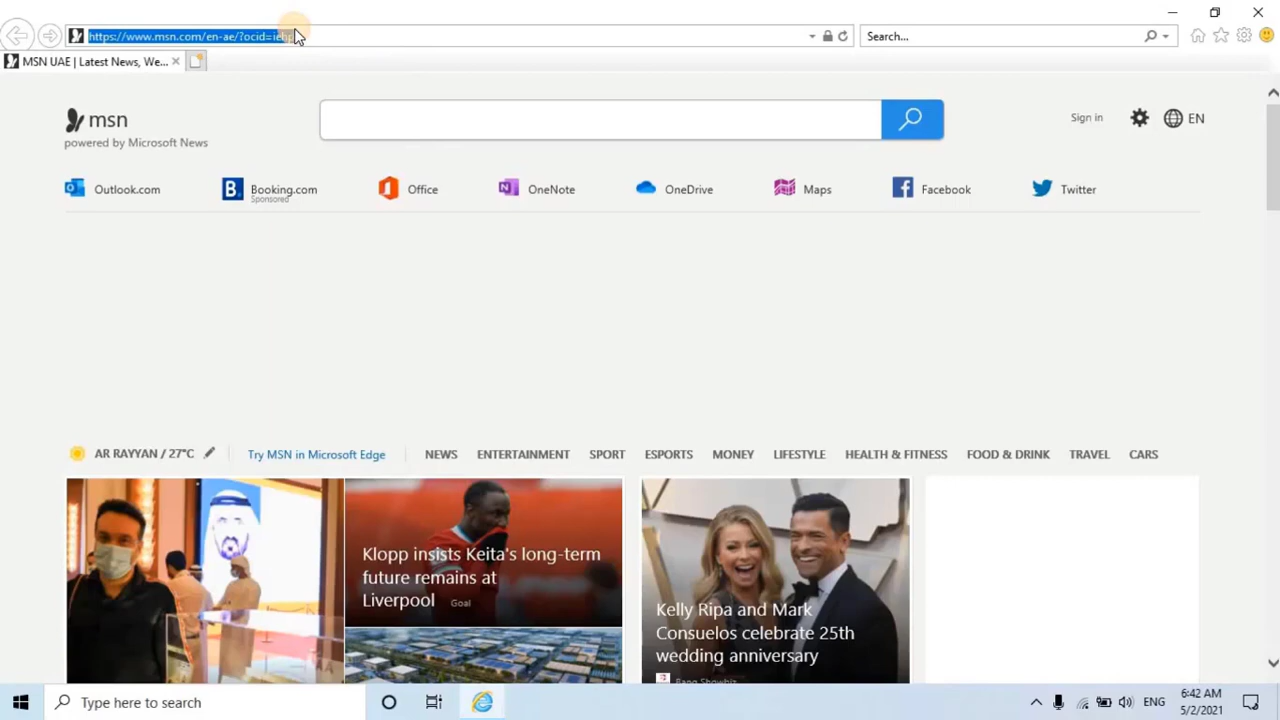 https://www.msn.com/en-ae/?ocid=iehp
Search...
MSN UAE | Latest News, We...
msn
powered by Microsoft News
Sign in
EN
Outlook.com
Booking.com
Sponsored
Office
OneNote
OneDrive
Maps
Facebook
Twitter
AR RAYYAN / 27°C
Try MSN in Microsoft Edge
NEWS
ENTERTAINMENT
SPORT
ESPORTS
MONEY
LIFESTYLE
HEALTH & FITNESS
FOOD & DRINK
TRAVEL
CARS
Klopp insists Keita's long-term
future remains at
Liverpool Goal
Kelly Ripa and Mark
Consuelos celebrate 25th
wedding anniversary
Bang Showbiz
Type here to search
ENG
6:42 AM
5/2/2021